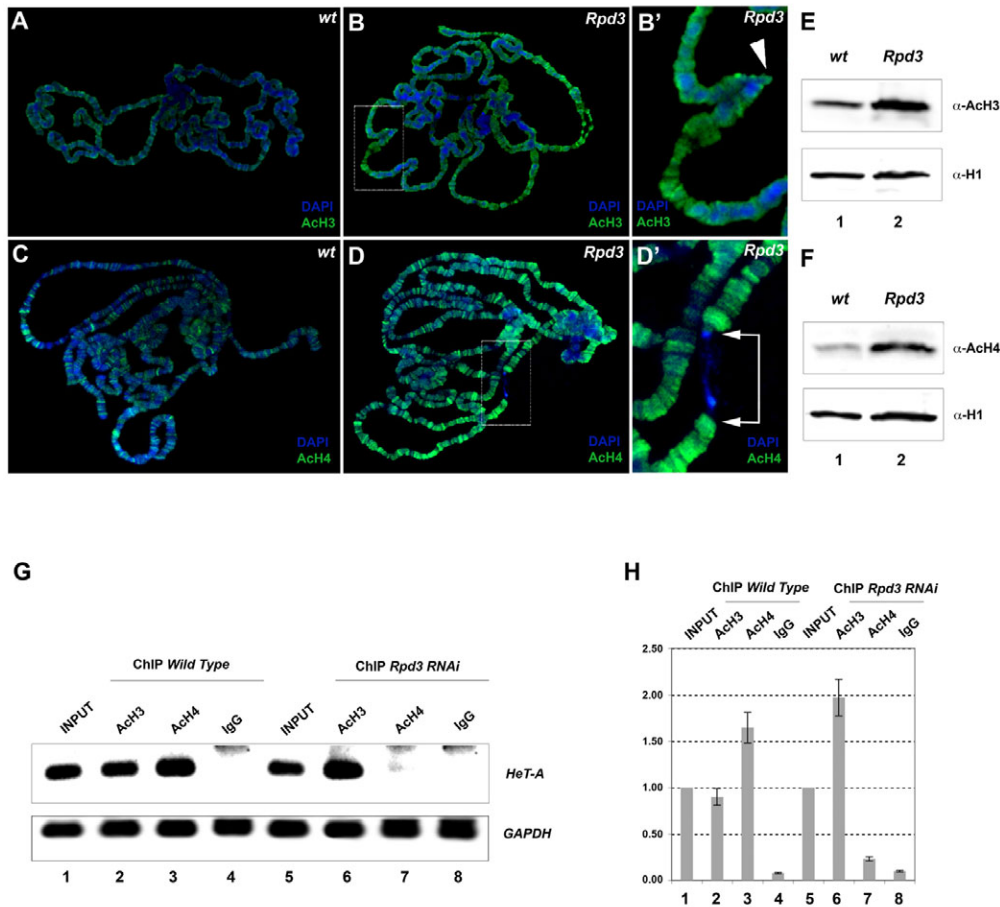 A wt
DAPI
AcH3
B Rpd3
DAPI
AcH3
B' Rpd3
DAPI
AcH3
E
wt Rpd3
α-AcH3
α-H1
1 2
C wt
DAPI
AcH4
D Rpd3
DAPI
AcH4
D' Rpd3
DAPI
AcH4
F
wt Rpd3
α-AcH4
α-H1
1 2
G
ChIP Wild Type ChIP Rpd3 RNAi
INPUT AcH3 AcH4 IgG INPUT AcH3 AcH4 IgG
HeT-A
GAPDH
1 2 3 4 5 6 7 8
H
ChIP Wild Type ChIP Rpd3 RNAi
INPUT AcH3 AcH4 IgG INPUT AcH3 AcH4 IgG
2.50
2.00
1.50
1.00
0.50
0.00
1 2 3 4 5 6 7 8